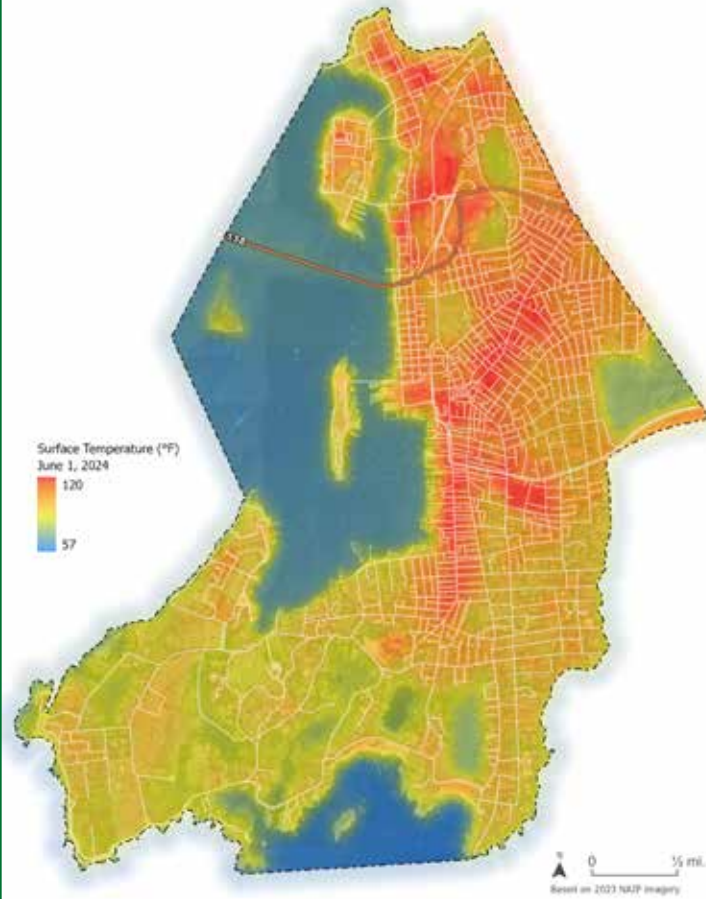 138
Surface Temperature (°F)
June 1, 2024
120
57
N
0 ½ mi.
Based on 2023 NAIP Imagery